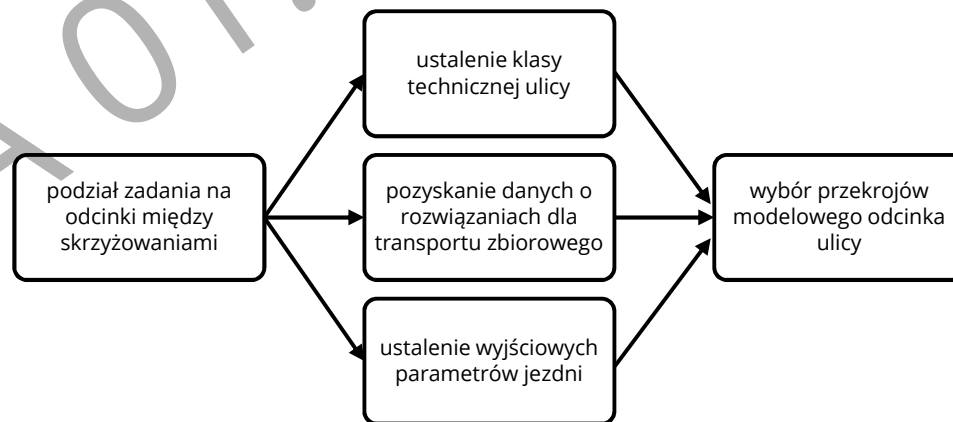 ustalenie klasy
technicznej ulicy
podział zadania na
odcinki między
skrzyżowaniami
pozyskanie danych o
rozwiązaniach dla
transportu zbiorowego
wybór przekrojów
modelowego odcinka
ulicy
ustalenie wyjściowych
parametrów jezdni